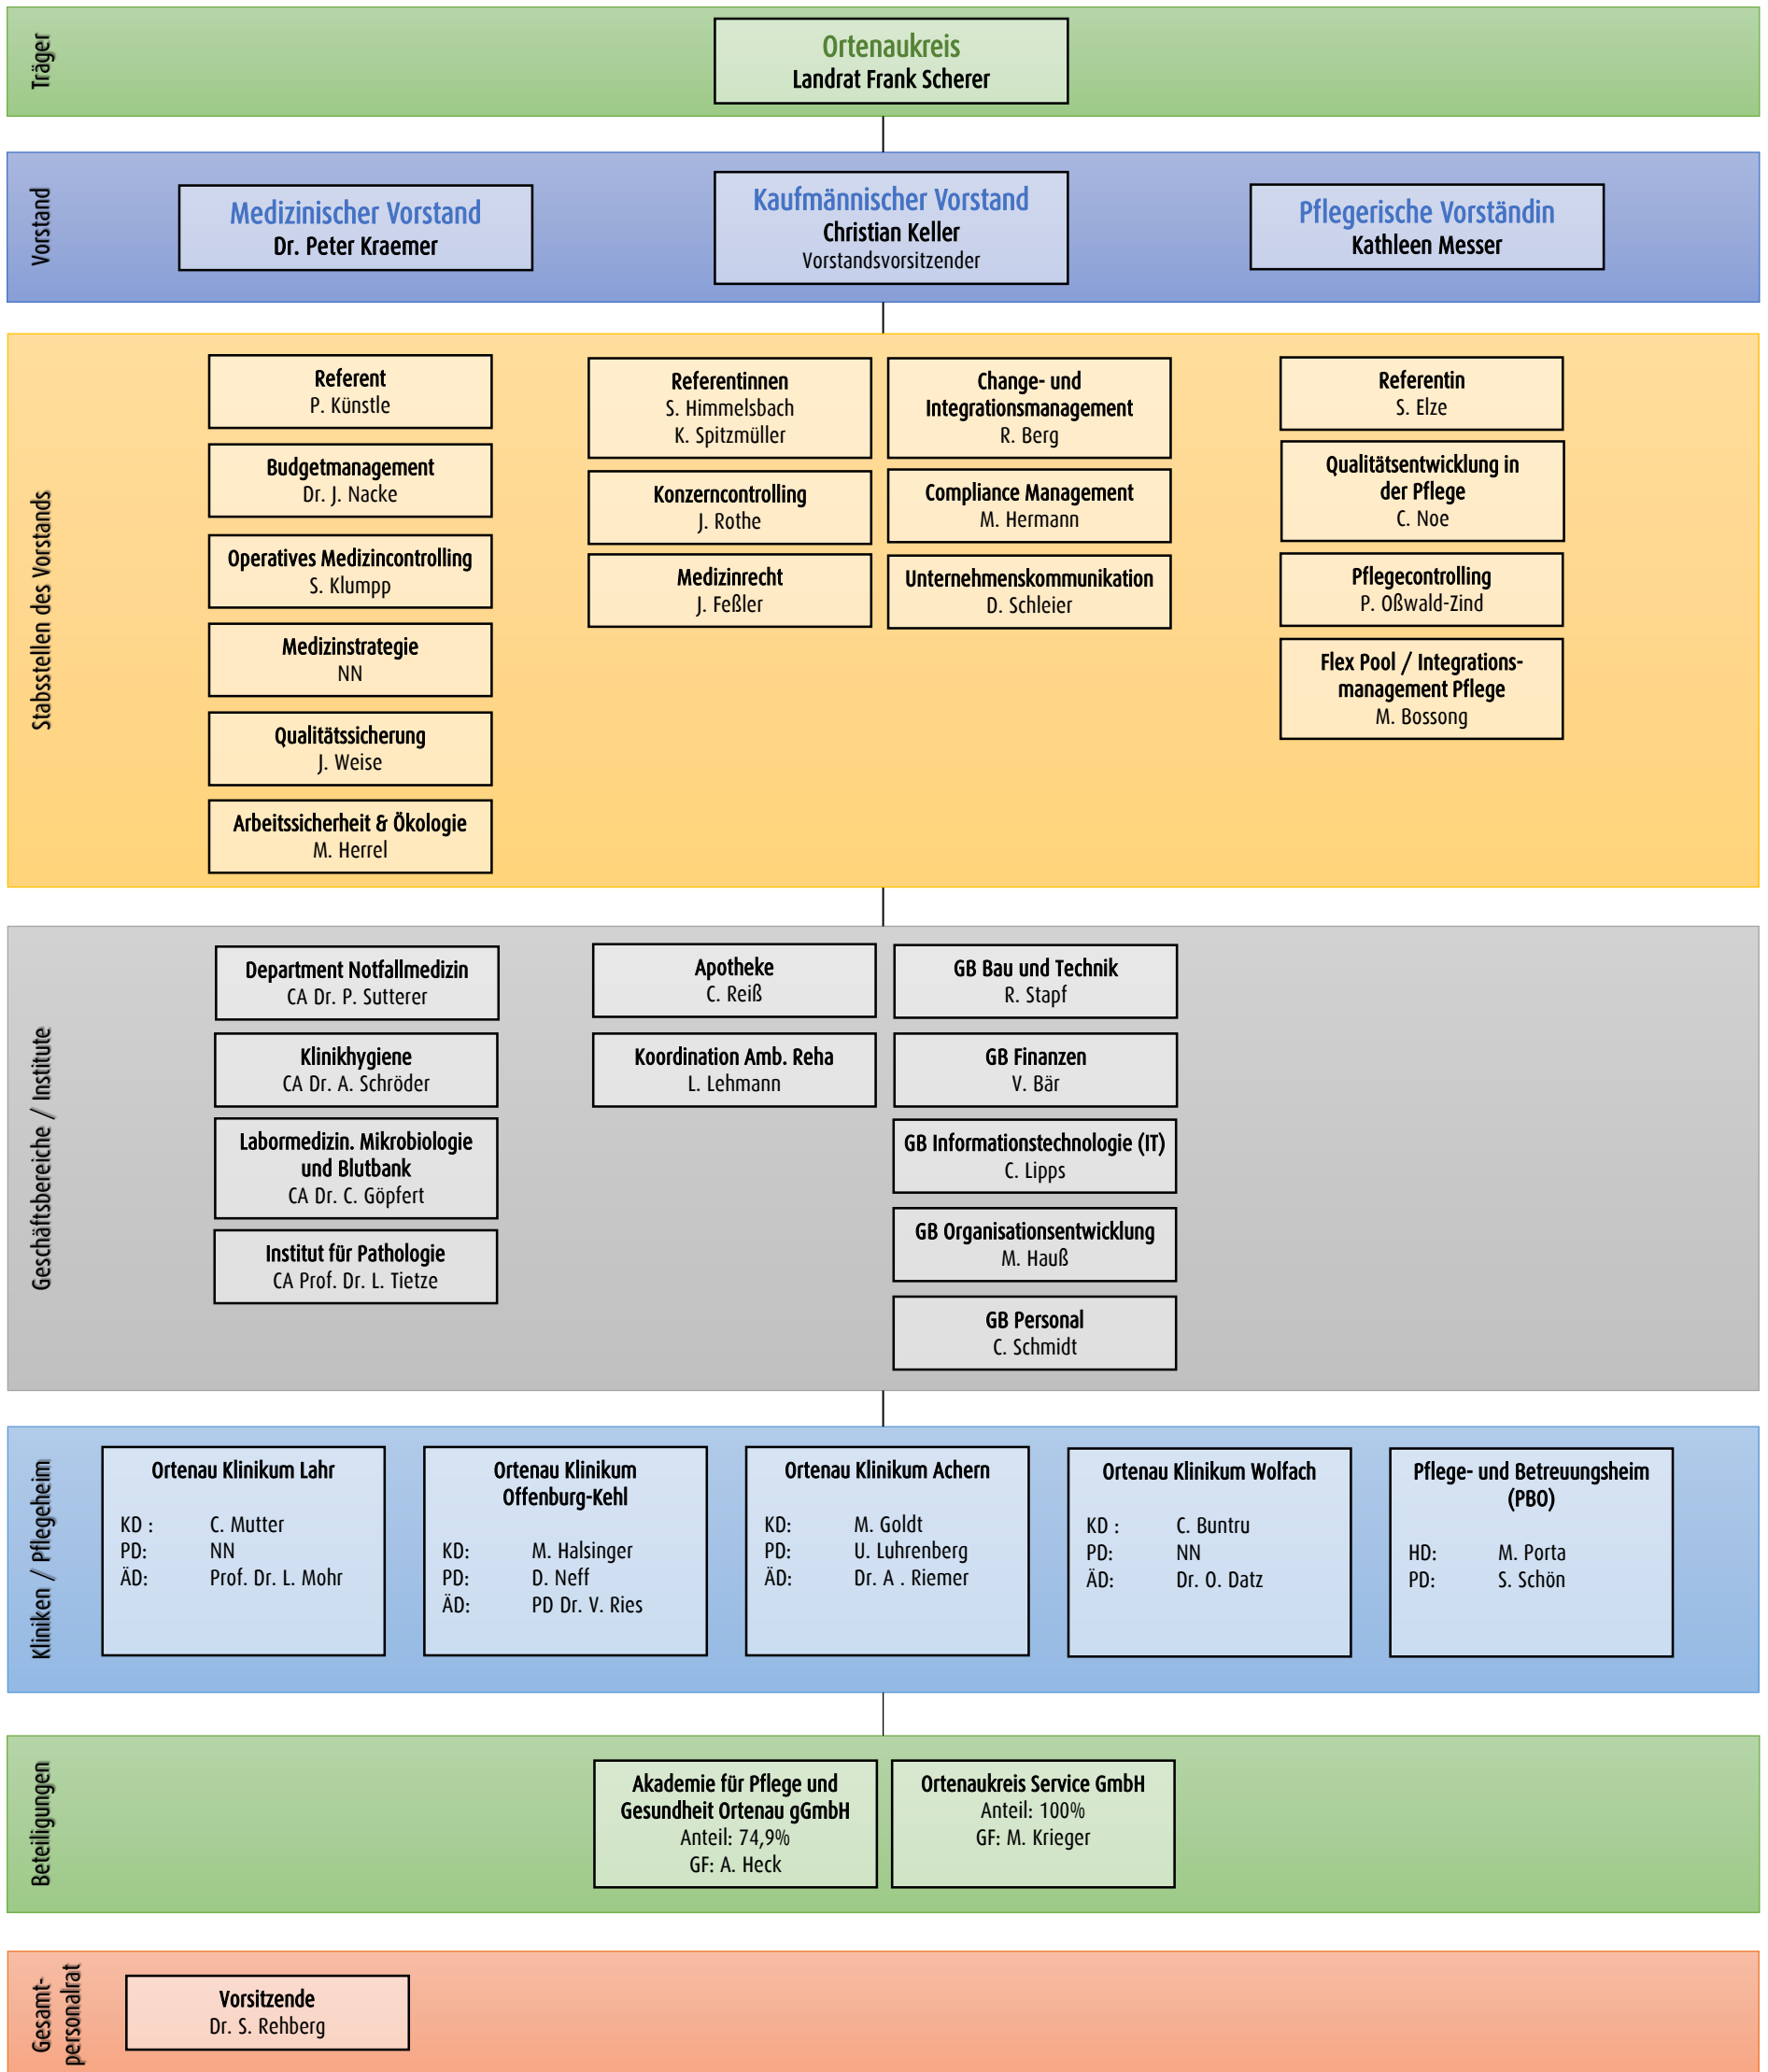 Träger
Ortenaukreis
Landrat Frank Scherer
Vorstand
Medizinischer Vorstand
Dr. Peter Kraemer
Kaufmännischer Vorstand
Christian Keller
Vorstandsvorsitzender
Pflegerische Vorständin
Kathleen Messer
Stabsstellen des Vorstands
Referent
P. Künstle
Budgetmanagement
Dr. J. Nacke
Operatives Medizincontrolling
S. Klumpp
Medizinstrategie
NN
Qualitätssicherung
J. Weise
Arbeitssicherheit & Ökologie
M. Herrel
Referentinnen
S. Himmelsbach
K. Spitzmüller
Konzerncontrolling
J. Rothe
Medizinrecht
J. Feßler
Change- und
Integrationsmanagement
R. Berg
Compliance Management
M. Hermann
Unternehmenskommunikation
D. Schleier
Referentin
S. Elze
Qualitätsentwicklung in
der Pflege
C. Noe
Pflegecontrolling
P. Oßwald-Zind
Flex Pool / Integrations-
management Pflege
M. Bossong
Geschäftsbereiche / Institute
Department Notfallmedizin
CA Dr. P. Sutterer
Klinikhygiene
CA Dr. A. Schröder
Labormedizin. Mikrobiologie
und Blutbank
CA Dr. C. Göpfert
Institut für Pathologie
CA Prof. Dr. L. Tietze
Apotheke
C. Reiß
Koordination Amb. Reha
L. Lehmann
GB Bau und Technik
R. Stapf
GB Finanzen
V. Bär
GB Informationstechnologie (IT)
C. Lipps
GB Organisationsentwicklung
M. Hauß
GB Personal
C. Schmidt
Kliniken / Pflegeheim
Ortenau Klinikum Lahr
KD : C. Mutter
PD: NN
ÄD: Prof. Dr. L. Mohr
Ortenau Klinikum
Offenburg-Kehl
KD: M. Halsinger
PD: D. Neff
ÄD: PD Dr. V. Ries
Ortenau Klinikum Achern
KD: M. Goldt
PD: U. Luhrenberg
ÄD: Dr. A . Riemer
Ortenau Klinikum Wolfach
KD : C. Buntru
PD: NN
ÄD: Dr. O. Datz
Pflege- und Betreuungsheim
(PBO)
HD: M. Porta
PD: S. Schön
Beteiligungen
Akademie für Pflege und
Gesundheit Ortenau gGmbH
Anteil: 74,9%
GF: A. Heck
Ortenaukreis Service GmbH
Anteil: 100%
GF: M. Krieger
Gesamt-
personalrat
Vorsitzende
Dr. S. Rehberg